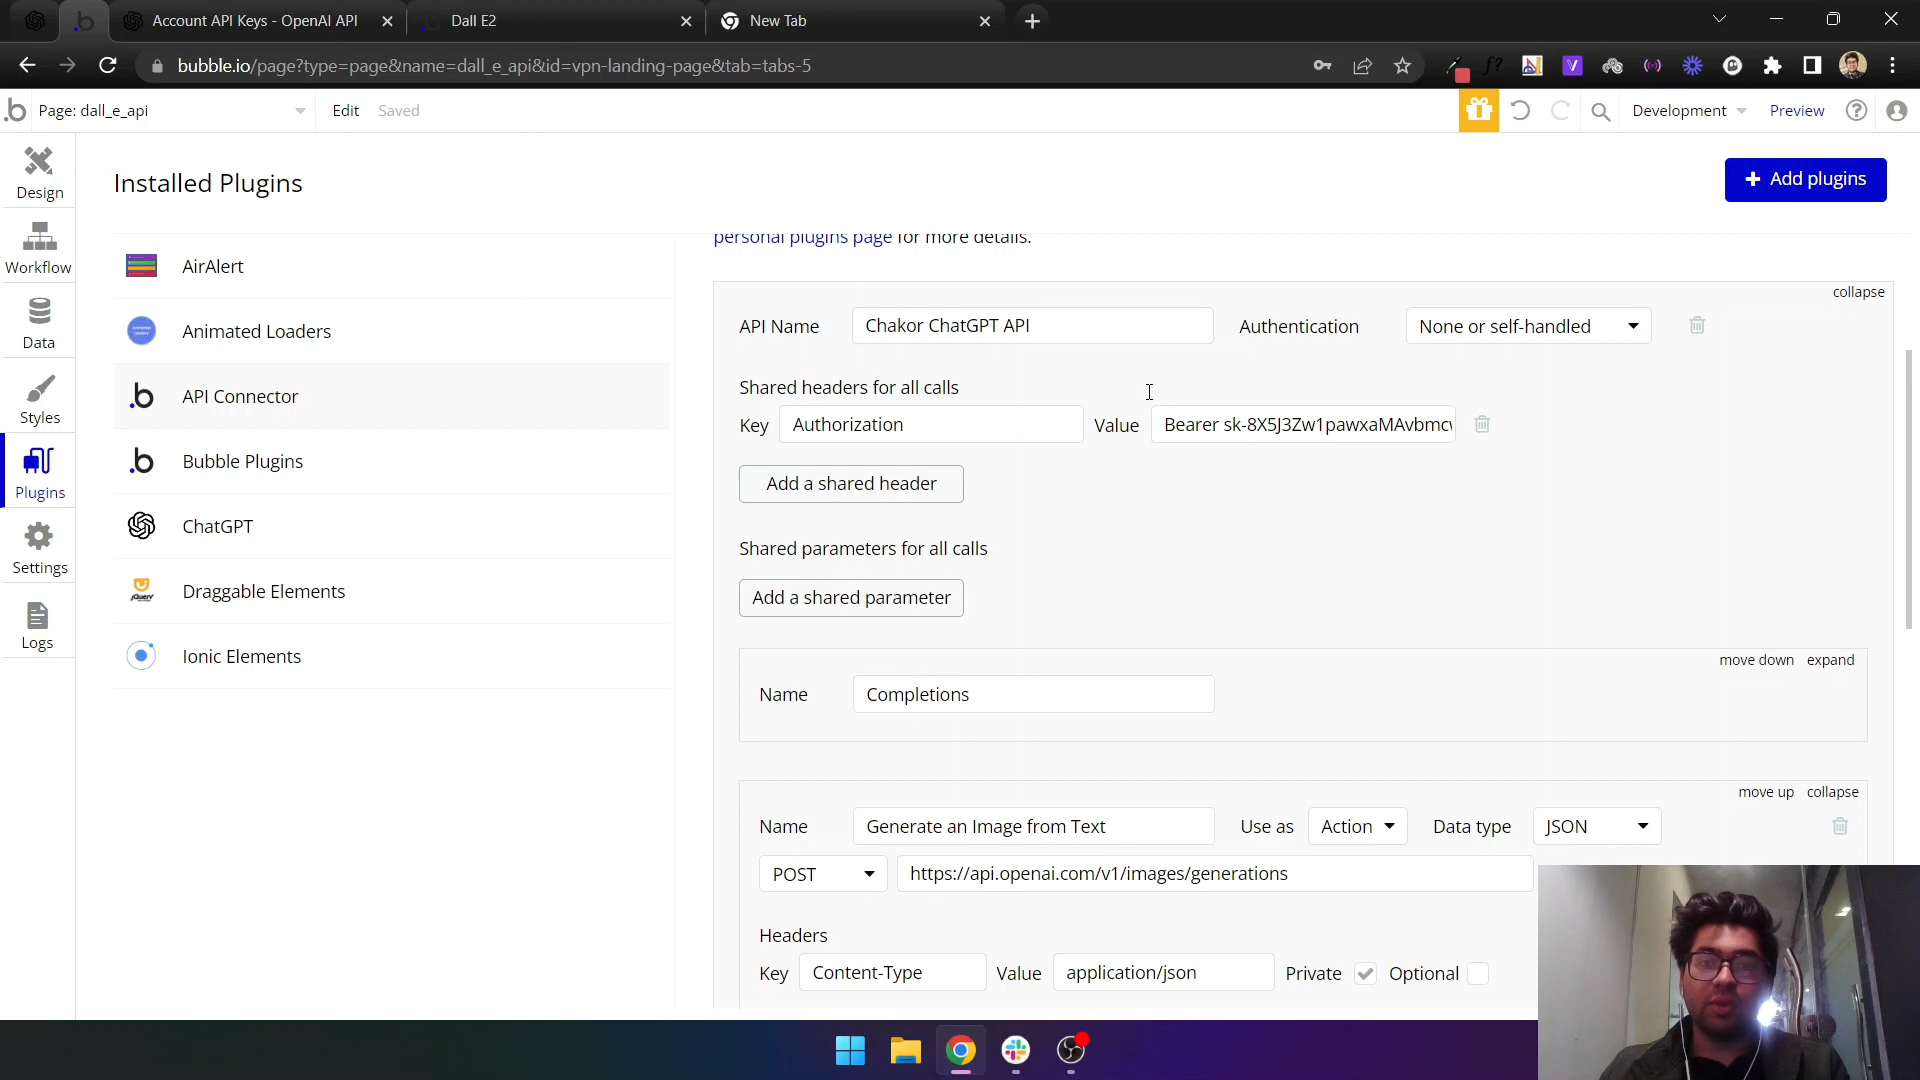 Account API Keys - OpenAI API
Dall E2
New Tab
bubble.io/page?type=page&name=dall_e_api&id=vpn-landing-page&tab=tabs-5
Page: dall_e_api
Edit
Saved
Development
Preview
Design
Workflow
Data
Styles
Plugins
Settings
Logs
Installed Plugins
+ Add plugins
AirAlert
Animated Loaders
API Connector
Bubble Plugins
ChatGPT
Draggable Elements
Ionic Elements
personal plugins page for more details.
collapse
API Name
Chakor ChatGPT API
Authentication
None or self-handled
Shared headers for all calls
Key
Authorization
Value
Bearer sk-8X5J3Zw1pawxaMAvbmcv
Add a shared header
Shared parameters for all calls
Add a shared parameter
move down expand
Name
Completions
move up collapse
Name
Generate an Image from Text
Use as
Action
Data type
JSON
POST
https://api.openai.com/v1/images/generations
Headers
Key
Content-Type
Value
application/json
Private
Optional